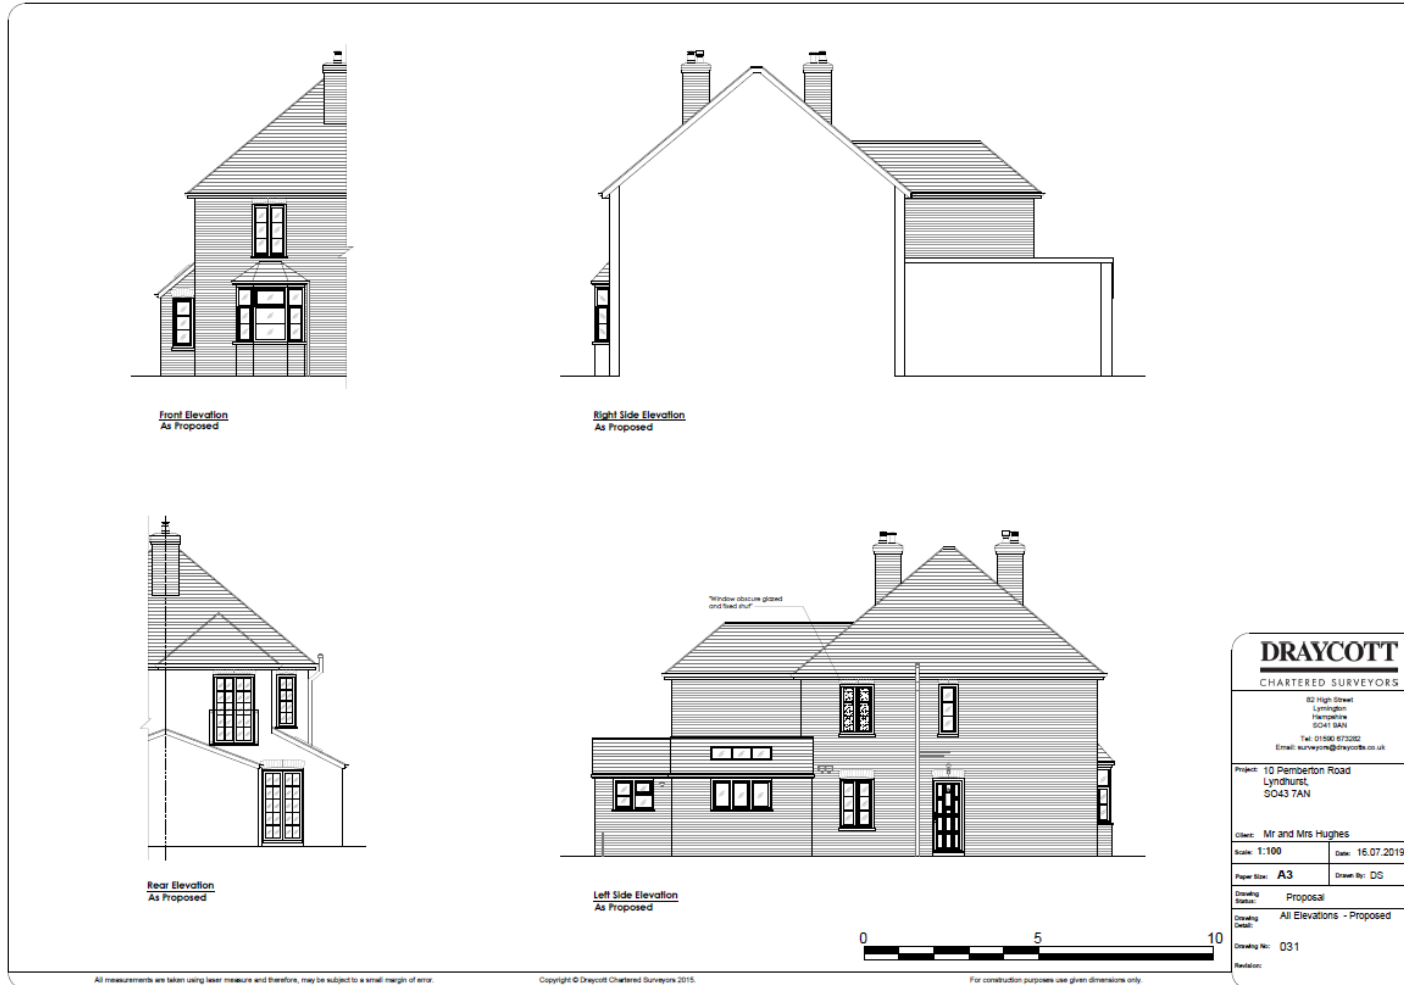 Front Elevation
As Proposed
Right Side Elevation
As Proposed
"Window obscure glazed
and fixed shut"
Rear Elevation
As Proposed
Left Side Elevation
As Proposed
0 5 10
DRAYCOTT
CHARTERED SURVEYORS
82 High Street
Lymington
Hampshire
SO41 9AN
Tel: 01590 673282
Email: surveyors@draycotts.co.uk
Project: 10 Pemberton Road
Lyndhurst,
SO43 7AN
Client: Mr and Mrs Hughes
Scale: 1:100 Date: 16.07.2019
Paper Size: A3 Drawn By: DS
Drawing Status: Proposal
Drawing Detail: All Elevations - Proposed
Drawing No: 031
Revision:
All measurements are taken using laser measure and therefore, may be subject to a small margin of error.
Copyright © Draycott Chartered Surveyors 2015.
For construction purposes use given dimensions only.